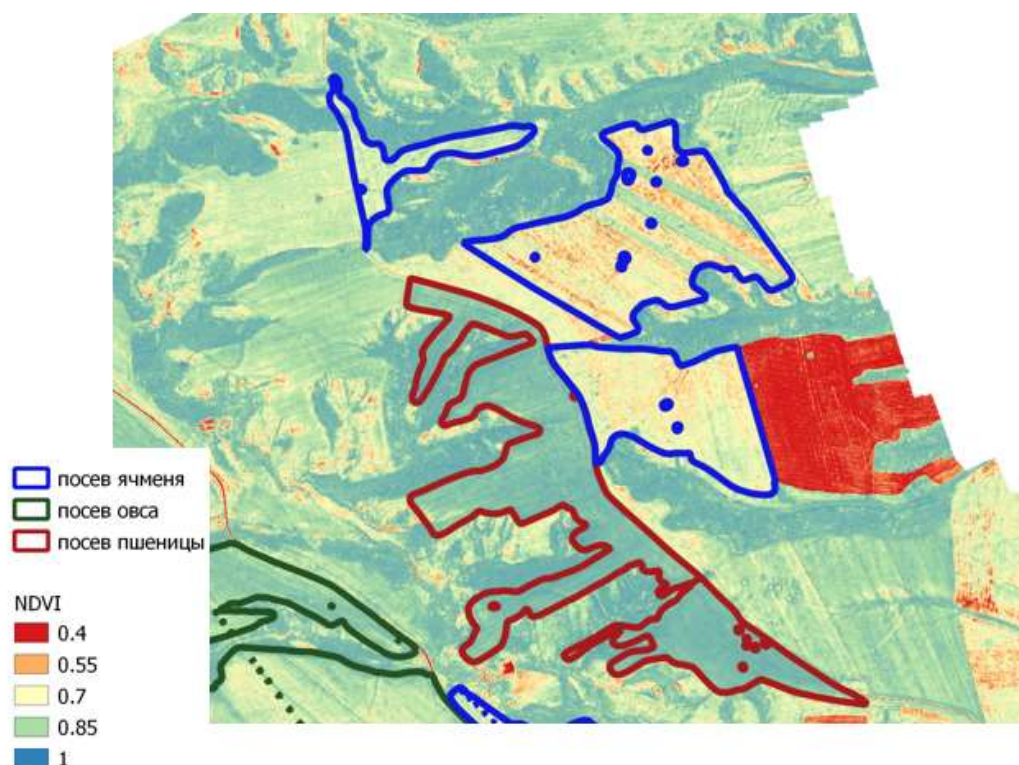 посев ячменя
посев овса
посев пшеницы
NDVI
0.4
0.55
0.7
0.85
1